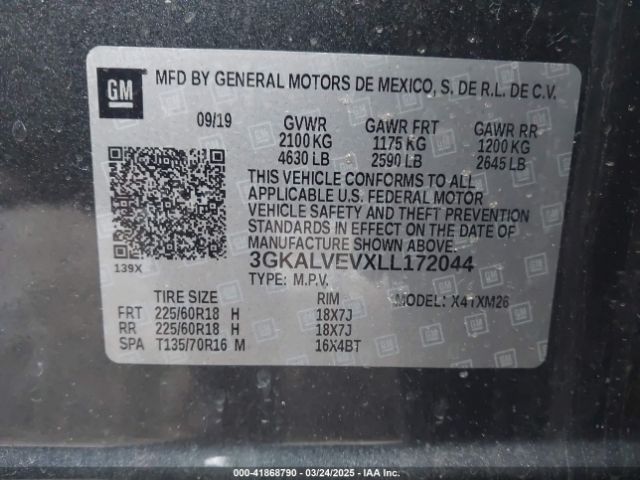 GM
MFD BY GENERAL MOTORS DE MEXICO, S. DE R.L. DE C.V.
09/19 GVWR GAWR FRT GAWR RR
2100 KG 1175 KG 1200 KG
4630 LB 2590 LB 2645 LB
THIS VEHICLE CONFORMS TO ALL
APPLICABLE U.S. FEDERAL MOTOR
VEHICLE SAFETY AND THEFT PREVENTION
STANDARDS IN EFFECT ON THE DATE OF
MANUFACTURE SHOWN ABOVE.
139X
3GKALVEVXLL172044
TYPE: M.P.V.
TIRE SIZE RIM MODEL: X4TXM26
FRT 225/60R18 H 18X7J
RR 225/60R18 H 18X7J
SPA T135/70R16 M 16X4BT
000-41868790 - 03/24/2025 - IAA Inc.